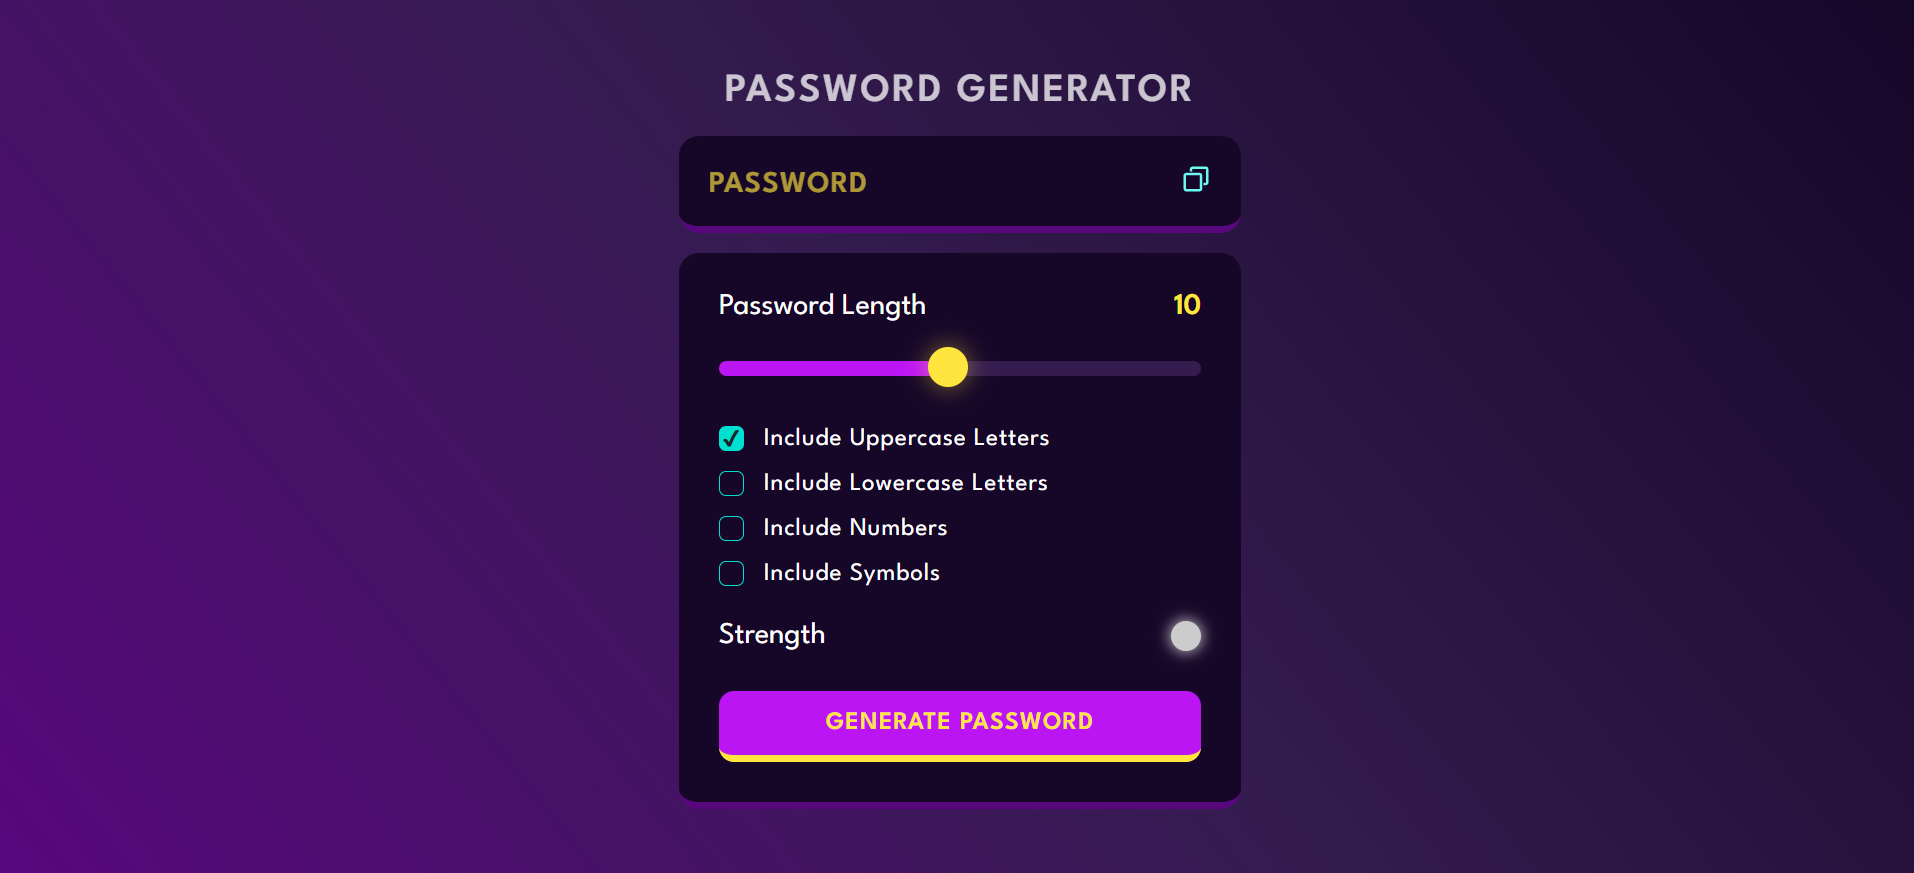 PASSWORD GENERATOR
PASSWORD
Password Length 10
Include Uppercase Letters
Include Lowercase Letters
Include Numbers
Include Symbols
Strength
GENERATE PASSWORD